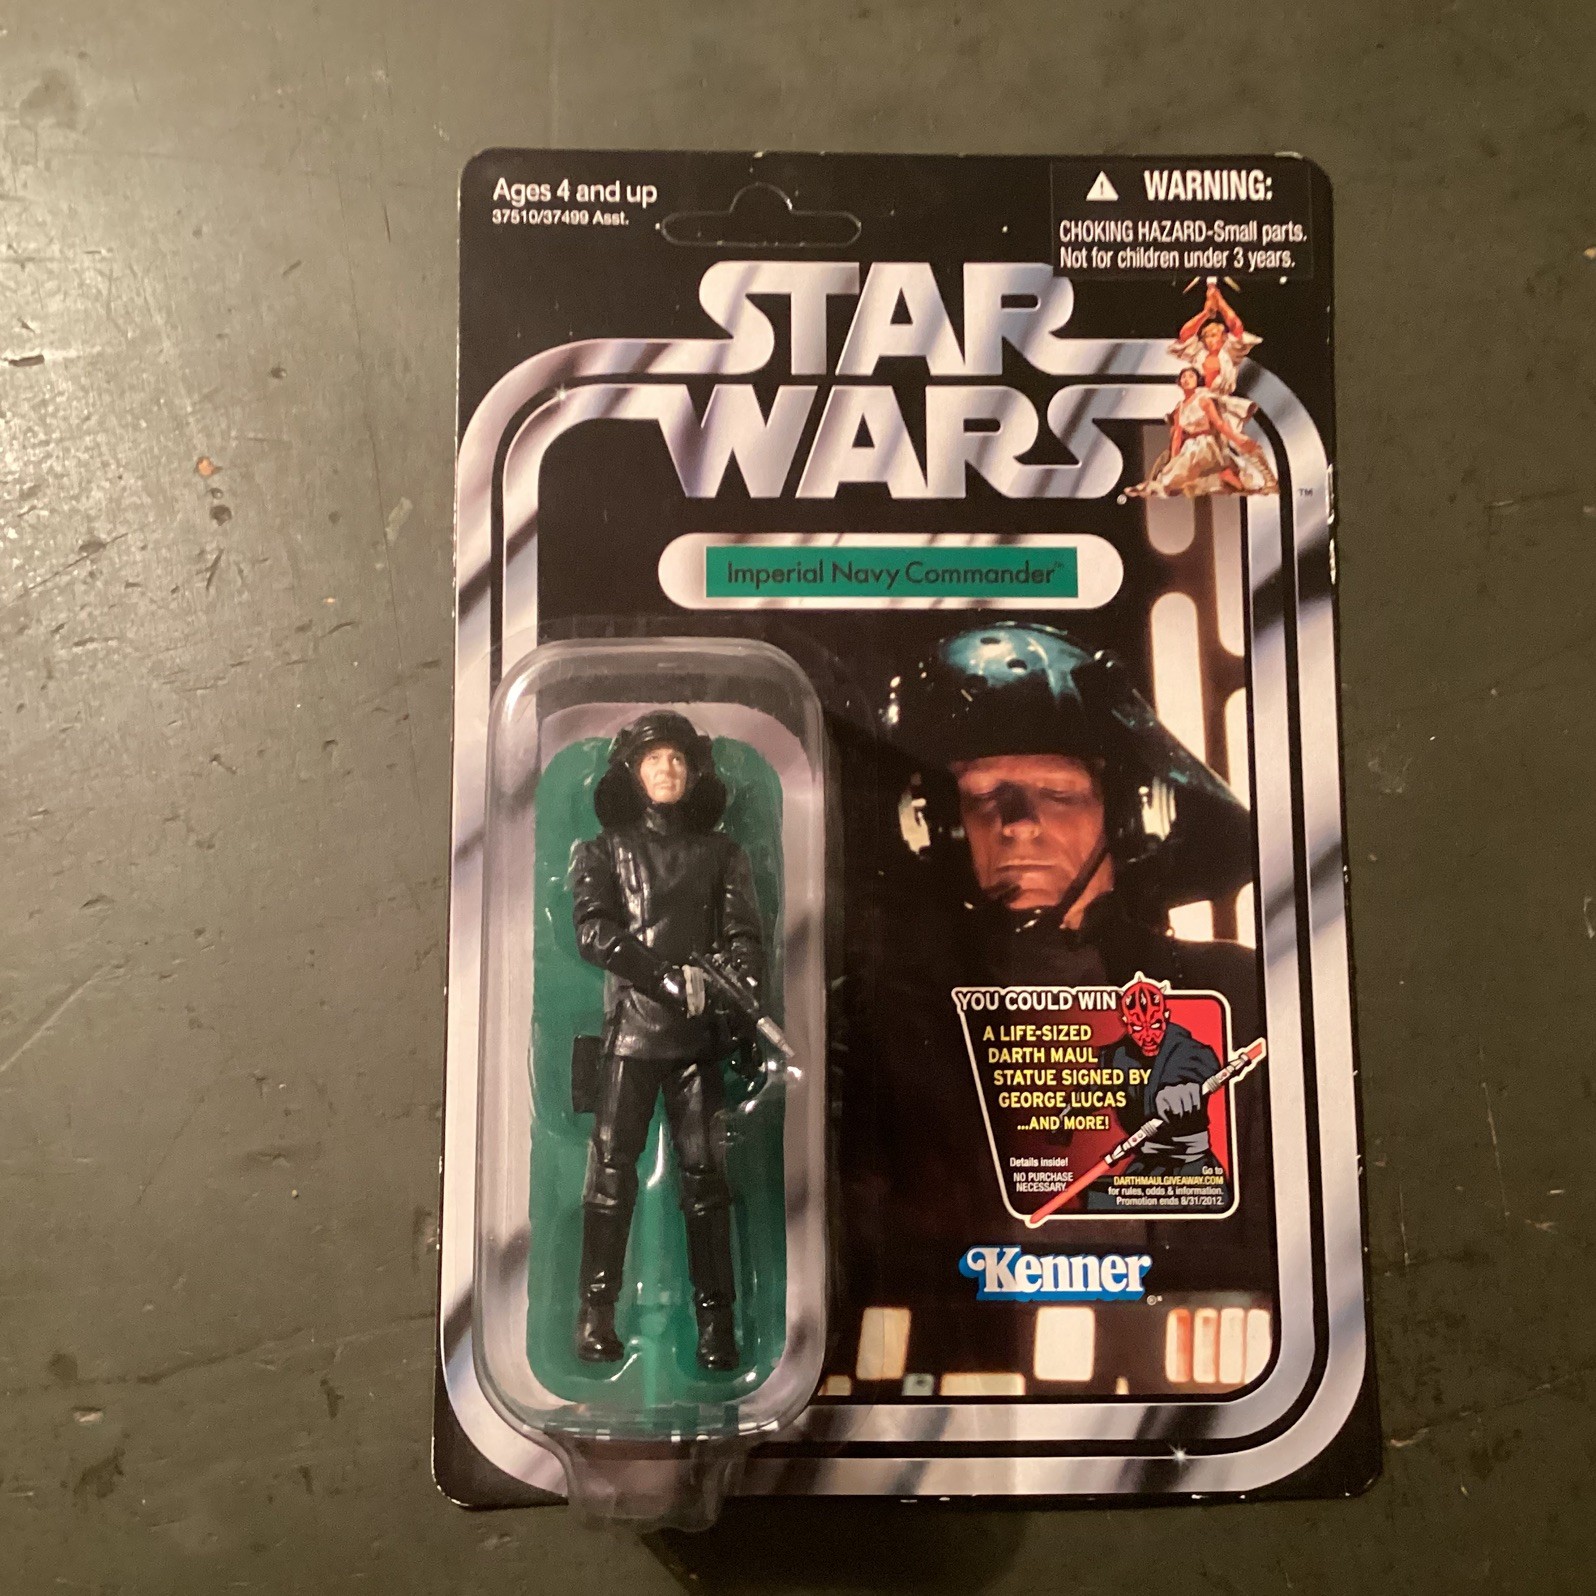 Ages 4 and up
37510/37499 Asst.
WARNING:
CHOKING HAZARD-Small parts.
Not for children under 3 years.
STAR
WARS
®
TM
Imperial Navy Commander™
YOU COULD WIN
A LIFE-SIZED
DARTH MAUL
STATUE SIGNED BY
GEORGE LUCAS
...AND MORE!
Details inside!
NO PURCHASE
NECESSARY.
Go to
DARTHMAULGIVEAWAY.COM
for rules, odds & information.
Promotion ends 8/31/2012.
Kenner